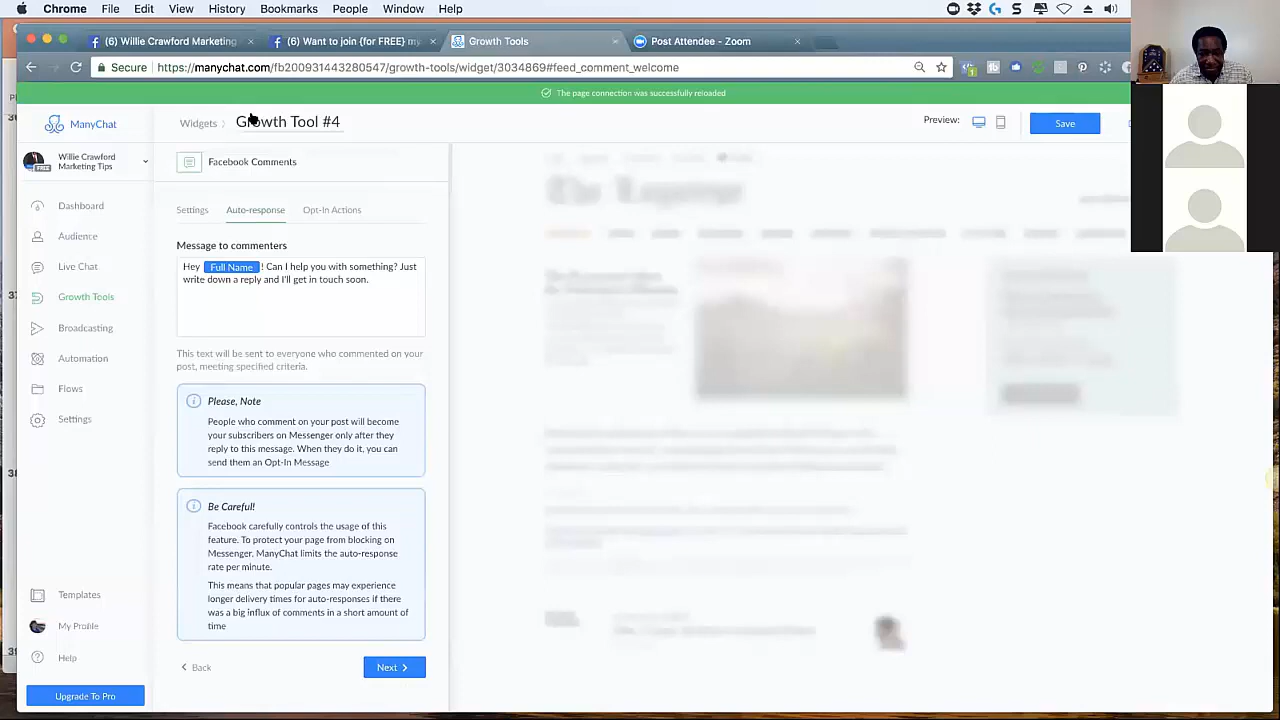 Chrome File Edit View History Bookmarks People Window Help
(6) Willie Crawford Marketing
(6) Want to join {for FREE} my
Growth Tools
Post Attendee - Zoom
Secure https://manychat.com/fb200931443280547/growth-tools/widget/3034869#feed_comment_welcome
The page connection was successfully reloaded
ManyChat
Widgets
Growth Tool #4
Preview:
Save
Willie Crawford
Marketing Tips
Dashboard
Audience
Live Chat
Growth Tools
Broadcasting
Automation
Flows
Settings
Templates
My Profile
Help
Upgrade To Pro
Facebook Comments
Settings Auto-response Opt-In Actions
Message to commenters
Hey Full Name ! Can I help you with something? Just
write down a reply and I'll get in touch soon.
This text will be sent to everyone who commented on your
post, meeting specified criteria.
Please, Note
People who comment on your post will become
your subscribers on Messenger only after they
reply to this message. When they do it, you can
send them an Opt-In Message
Be Careful!
Facebook carefully controls the usage of this
feature. To protect your page from blocking on
Messenger, ManyChat limits the auto-response
rate per minute.
This means that popular pages may experience
longer delivery times for auto-responses if there
was a big influx of comments in a short amount of
time
Back
Next